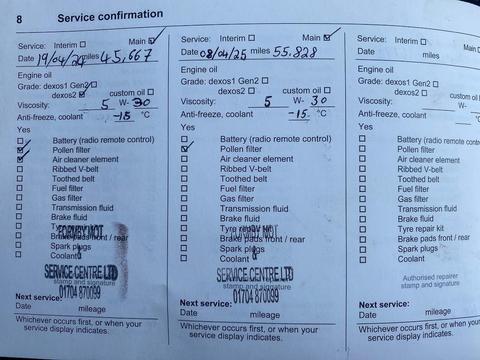 8 Service confirmation
Service: Interim ☐ Main ☑
Date 19/04/24 miles 45,667
Engine oil
Grade: dexos1 Gen2 ☐
dexos2 ☑ custom oil ☐
Viscosity: 5 W- 30
Anti-freeze, coolant -15 °C
Yes
☐ Battery (radio remote control)
☑ Pollen filter
☑ Air cleaner element
☐ Ribbed V-belt
☐ Toothed belt
☐ Fuel filter
☐ Gas filter
☐ Transmission fluid
☐ Brake fluid
☐ Tyre repair kit
☐ Brake pads front / rear
☐ Spark plugs
☐ Coolant
FORMBY MOT
&
SERVICE CENTRE LTD
stamp and signature
01704 870099
Next service:
Date mileage
Whichever occurs first, or when your
service display indicates.
Service: Interim ☐ Main ☑
Date 08/04/25 miles 55.828
Engine oil
Grade: dexos1 Gen2 ☐
dexos2 ☐ custom oil ☐
Viscosity: 5 W- 30
Anti-freeze, coolant -15 °C
Yes
☐ Battery (radio remote control)
☑ Pollen filter
☐ Air cleaner element
☐ Ribbed V-belt
☐ Toothed belt
☐ Fuel filter
☐ Gas filter
☐ Transmission fluid
☐ Brake fluid
☐ Tyre repair kit
☐ Brake pads front / rear
☐ Spark plugs
☐ Coolant
FORMBY MOT
&
SERVICE CENTRE LTD
stamp and signature
01704 870099
Next service:
Date mileage
Whichever occurs first, or when your
service display indicates.
Service: Interim ☐ Main ☐
Date miles
Engine oil
Grade: dexos1 Gen2 ☐
dexos2 ☐ custom oil ☐
Viscosity: W-
Anti-freeze, coolant °C
Yes
☐ Battery (radio remote control)
☐ Pollen filter
☐ Air cleaner element
☐ Ribbed V-belt
☐ Toothed belt
☐ Fuel filter
☐ Gas filter
☐ Transmission fluid
☐ Brake fluid
☐ Tyre repair kit
☐ Brake pads front / rear
☐ Spark plugs
☐ Coolant
Authorised repairer
stamp and signature
Next service:
Date mileage
Whichever occurs first, or when your
service display indicates.